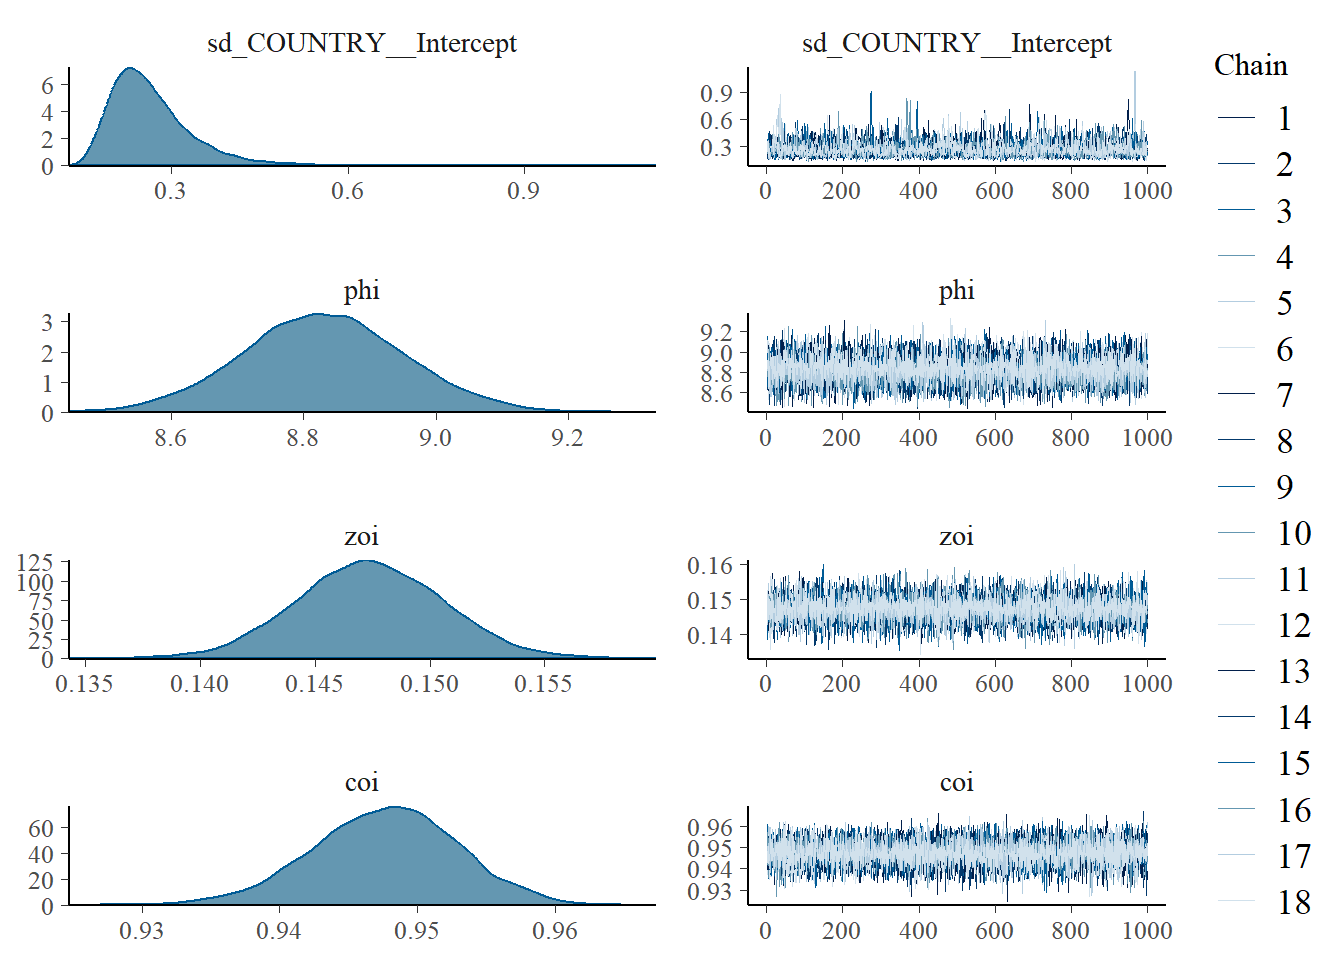 sd_COUNTRY__Intercept
6
4
2
0
0.3 0.6 0.9
sd_COUNTRY__Intercept
0.9
0.6
0.3
0 200 400 600 800 1000
phi
3
2
1
0
8.6 8.8 9.0 9.2
phi
9.2
9.0
8.8
8.6
0 200 400 600 800 1000
zoi
125
100
75
50
25
0
0.135 0.140 0.145 0.150 0.155
zoi
0.16
0.15
0.14
0 200 400 600 800 1000
coi
60
40
20
0
0.93 0.94 0.95 0.96
coi
0.96
0.95
0.94
0.93
0 200 400 600 800 1000
Chain
1
2
3
4
5
6
7
8
9
10
11
12
13
14
15
16
17
18